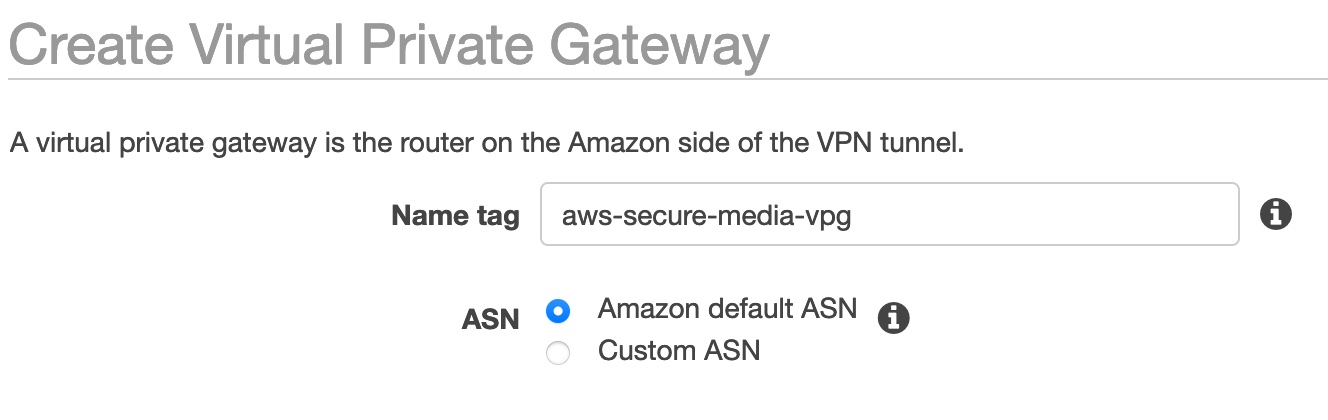 Create Virtual Private Gateway
A virtual private gateway is the router on the Amazon side of the VPN tunnel.
Name tag aws-secure-media-vpg
ASN Amazon default ASN
Custom ASN